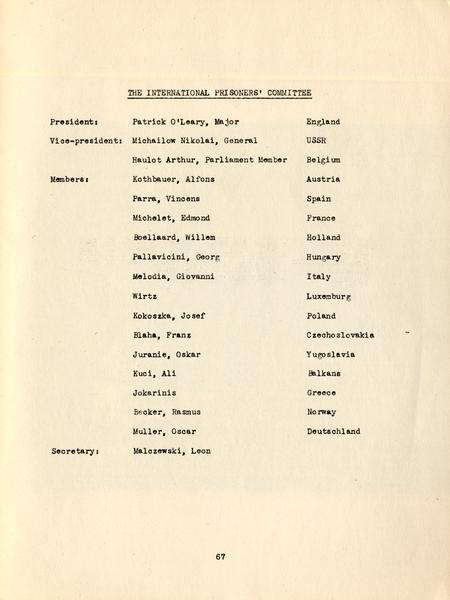 THE INTERNATIONAL PRISONERS' COMMITTEE
President: Patrick O'Leary, Major England
Vice-president: Michailow Nikolai, General USSR
Haulot Arthur, Parliament Member Belgium
Members: Kothbauer, Alfons Austria
Parra, Vincens Spain
Michelet, Edmond France
Boellaard, Willem Holland
Pallavicini, Georg Hungary
Melodia, Giovanni Italy
Wirtz Luxemburg
Kokoszka, Josef Poland
Blaha, Franz Czechoslovakia
Juranie, Oskar Yugoslavia
Kuci, Ali Balkans
Jokarinis Greece
Becker, Rasmus Norway
Muller, Oscar Deutschland
Secretary: Malczewski, Leon
67